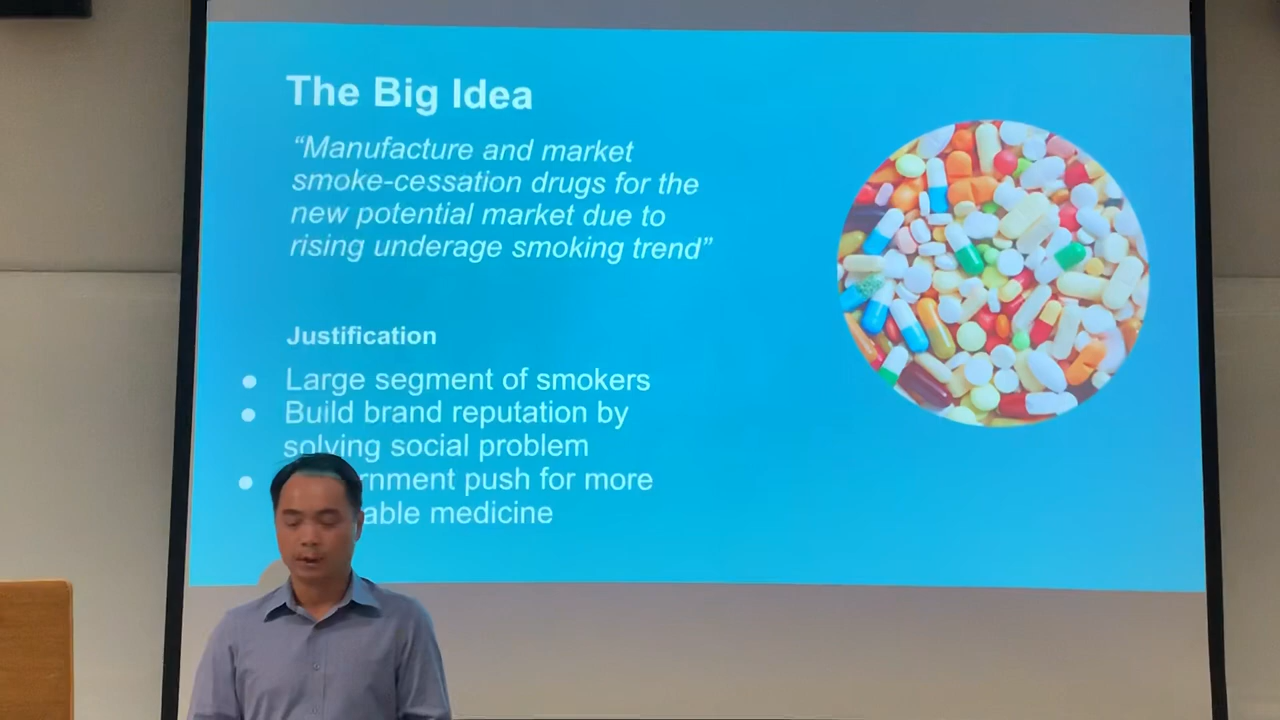 The Big Idea
“Manufacture and market
smoke-cessation drugs for the
new potential market due to
rising underage smoking trend”
Justification
● Large segment of smokers
● Build brand reputation by
solving social problem
● rnment push for more
able medicine